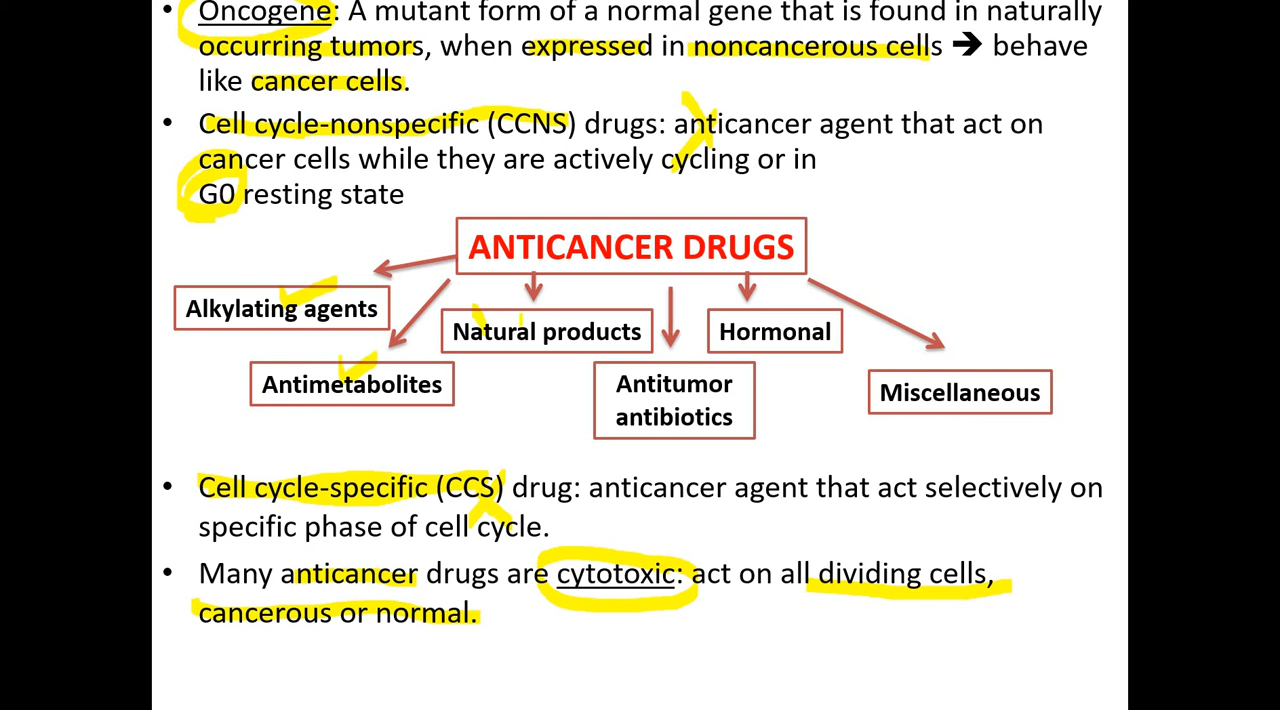 • Oncogene: A mutant form of a normal gene that is found in naturally
occurring tumors, when expressed in noncancerous cells ➔ behave
like cancer cells.
• Cell cycle-nonspecific (CCNS) drugs: anticancer agent that act on
cancer cells while they are actively cycling or in
G0 resting state
ANTICANCER DRUGS
Alkylating agents
Natural products
Hormonal
Antimetabolites
Antitumor
antibiotics
Miscellaneous
• Cell cycle-specific (CCS) drug: anticancer agent that act selectively on
specific phase of cell cycle.
• Many anticancer drugs are cytotoxic: act on all dividing cells,
cancerous or normal.